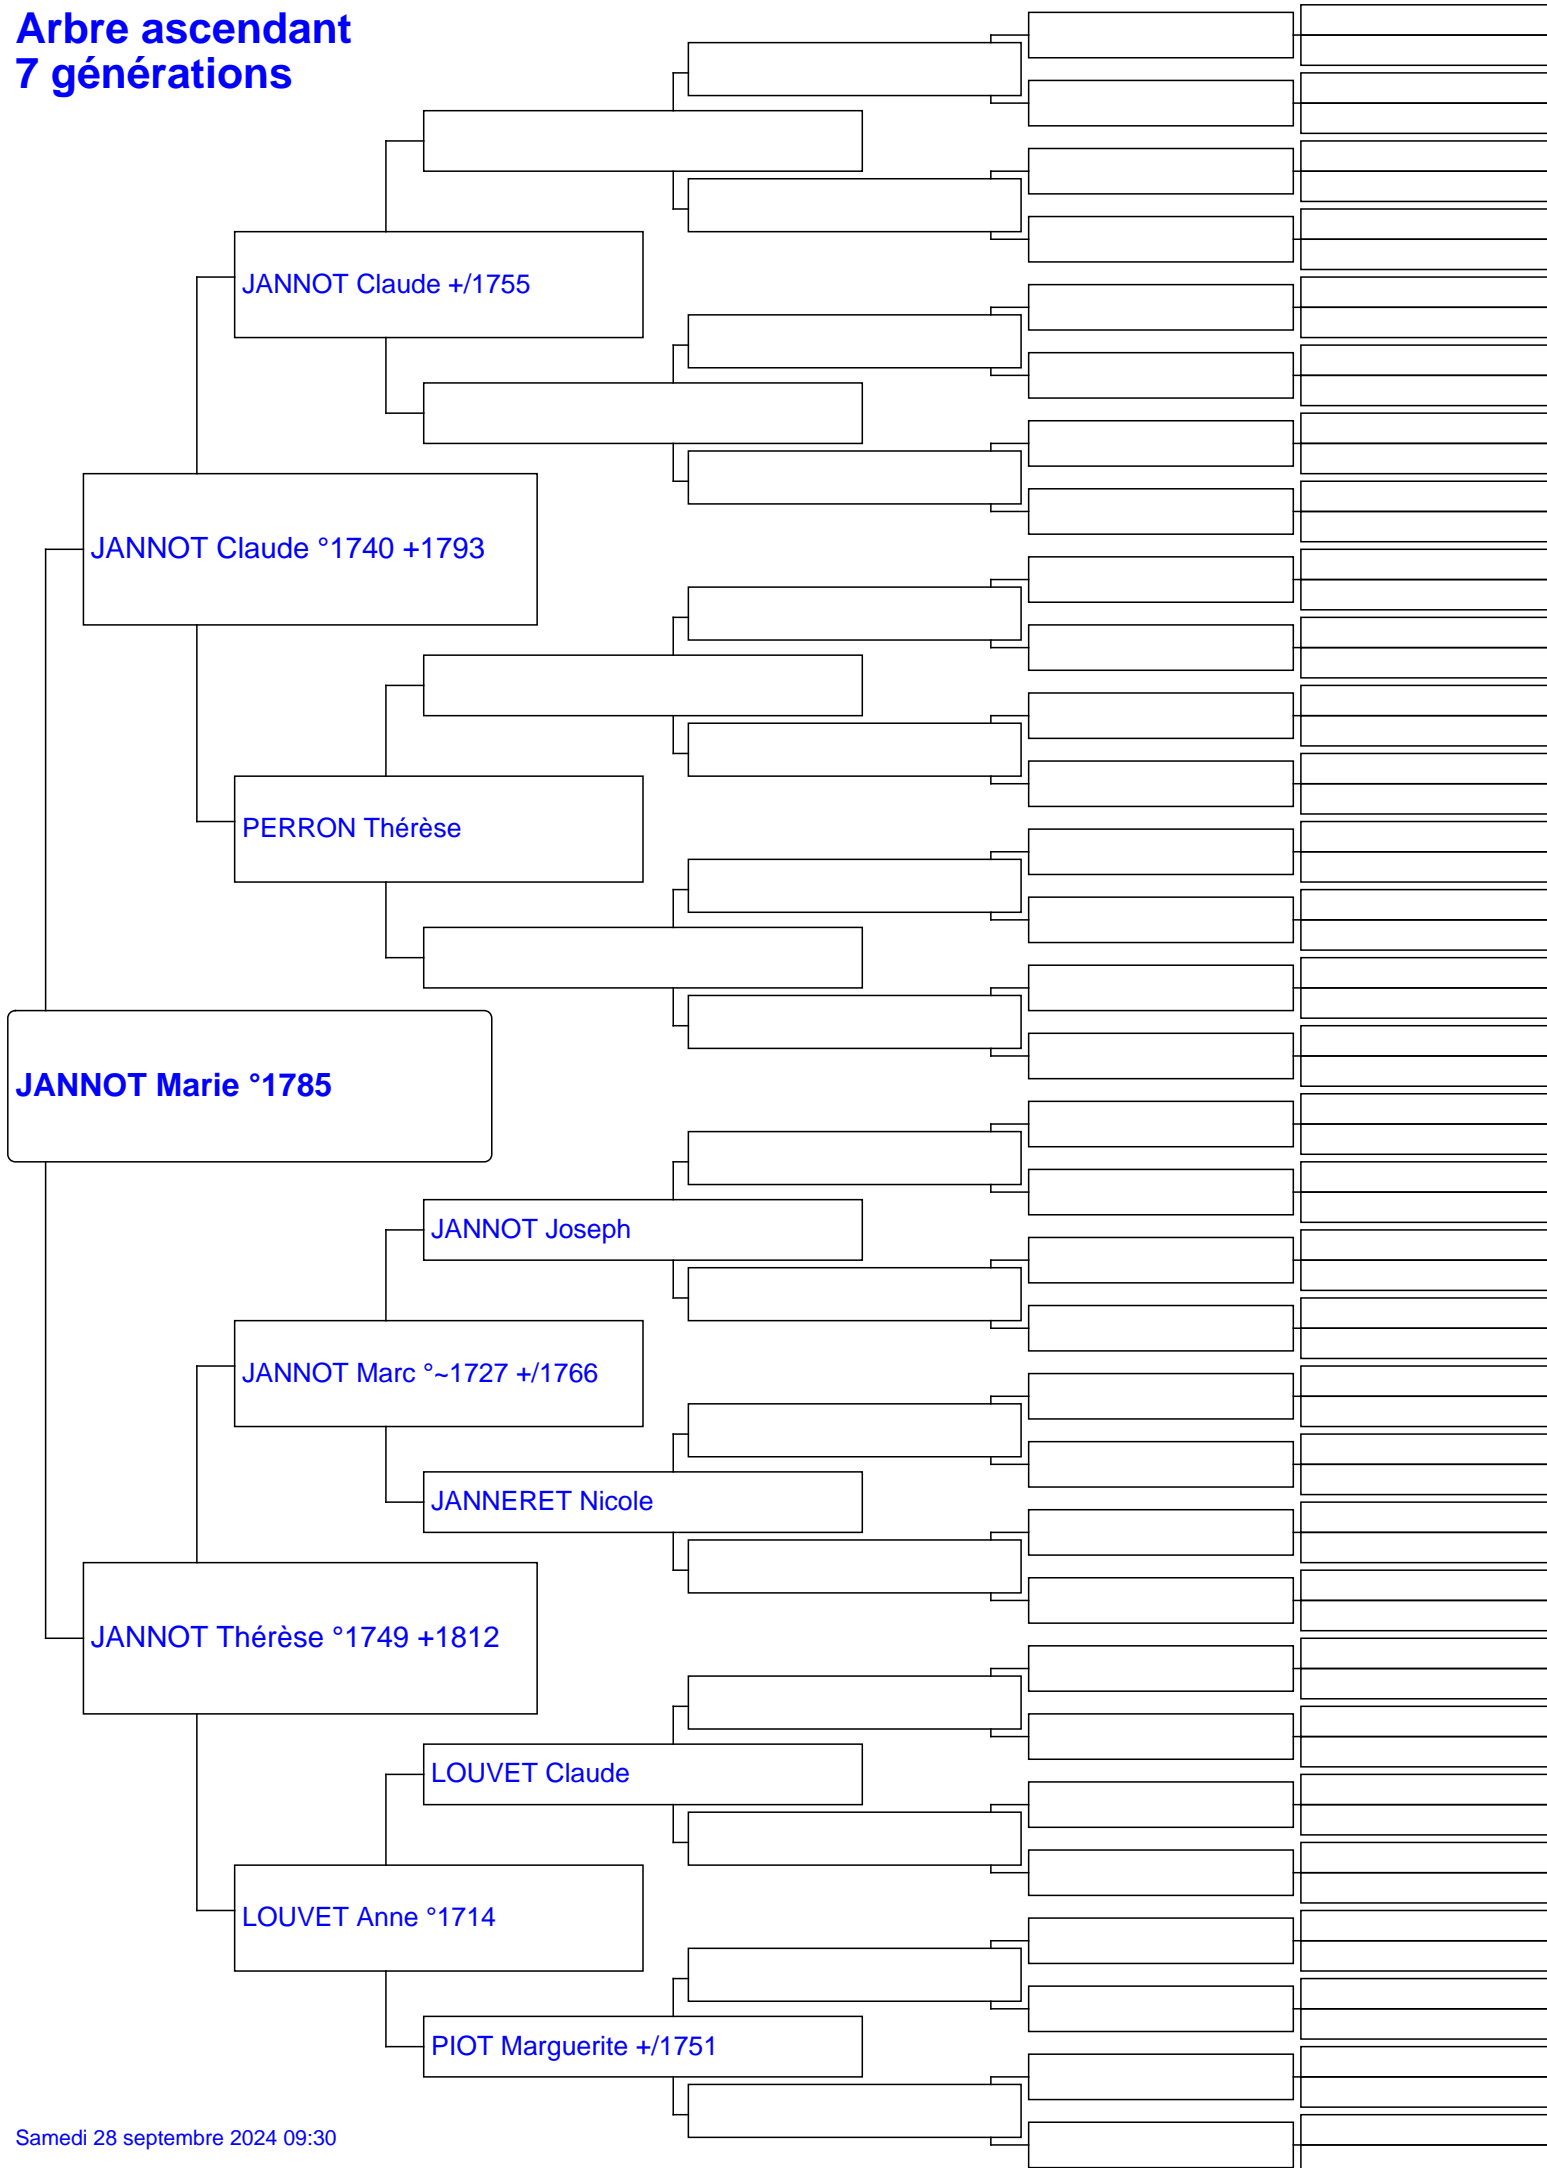 Arbre ascendant
7 générations
JANNOT Claude +/1755
JANNOT Claude °1740 +1793
PERRON Thérèse
JANNOT Marie °1785
JANNOT Joseph
JANNOT Marc °~1727 +/1766
JANNERET Nicole
JANNOT Thérèse °1749 +1812
LOUVET Claude
LOUVET Anne °1714
PIOT Marguerite +/1751
Samedi 28 septembre 2024 09:30